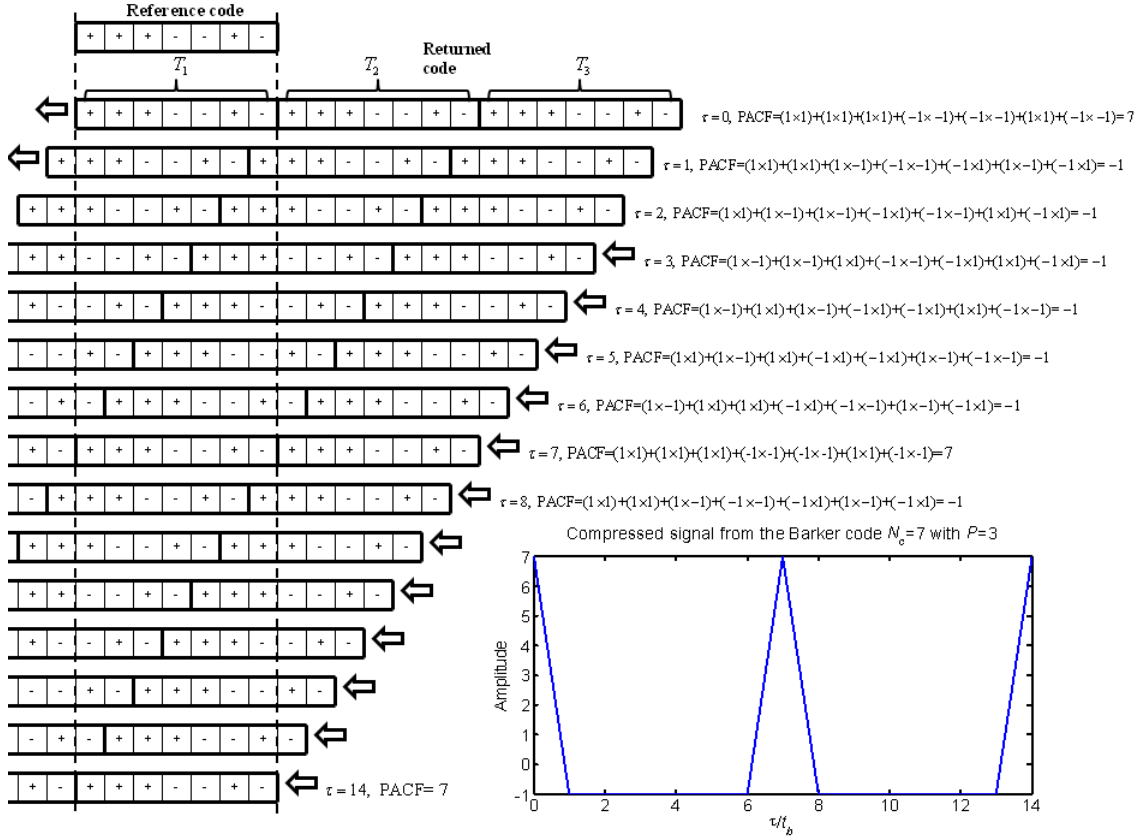 Reference code
+ + + - - + -
Returned
code
T1 T2 T3
+ + + - - + - + + + - - + - + + + - - + - τ = 0, PACF=(1×1)+(1×1)+(1×1)+(−1×−1)+(−1×−1)+(1×1)+(−1×−1)= 7
+ + + - - + - + + + - - + - + + + - - + - τ = 1, PACF=(1×1)+(1×1)+(1×−1)+(−1×−1)+(−1×1)+(1×−1)+(−1×1)= −1
+ + + - - + - + + + - - + - + + + - - + - τ = 2, PACF=(1×1)+(1×−1)+(1×−1)+(−1×1)+(−1×−1)+(1×1)+(−1×1)= −1
+ + - - + - + + + - - + - + + + - - + - τ = 3, PACF=(1×−1)+(1×−1)+(1×1)+(−1×−1)+(−1×1)+(1×1)+(−1×1)= −1
+ - - + - + + + - - + - + + + - - + - τ = 4, PACF=(1×−1)+(1×1)+(1×−1)+(−1×1)+(−1×1)+(1×1)+(−1×−1)= −1
- - + - + + + - - + - + + + - - + - τ = 5, PACF=(1×1)+(1×−1)+(1×1)+(−1×1)+(−1×1)+(1×−1)+(−1×−1)= −1
- + - + + + - - + - + + + - - + - τ = 6, PACF=(1×−1)+(1×1)+(1×1)+(−1×1)+(−1×−1)+(1×−1)+(−1×1)= −1
+ - + + + - - + - + + + - - + - τ = 7, PACF=(1×1)+(1×1)+(1×1)+(-1×-1)+(-1×-1)+(1×1)+(-1×-1)=7
- + + + - - + - + + + - - + - τ = 8, PACF=(1×1)+(1×1)+(1×−1)+(−1×−1)+(−1×1)+(1×−1)+(−1×1)= −1
+ + + - - + - + + + - - + -
+ + - - + - + + + - - + -
+ - - + - + + + - - + -
- - + - + + + - - + -
- + - + + + - - + -
+ - + + + - - + - τ = 14, PACF= 7
Compressed signal from the Barker code Nc=7 with P=3
7
6
5
4
3
2
1
0
-1
Amplitude
0 2 4 6 8 10 12 14
τ/tb